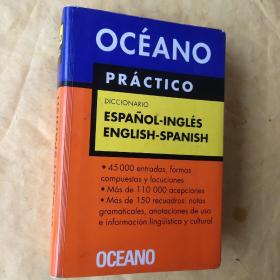 OCÉANO
PRÁCTICO
DICCIONARIO
ESPAÑOL-INGLÉS
ENGLISH-SPANISH
• 45 000 entradas, formas
compuestas y locuciones
• Más de 110 000 acepciones
• Más de 150 recuadros: notas
gramaticales, anotaciones de uso
e información lingüística y cultural
OCEANO